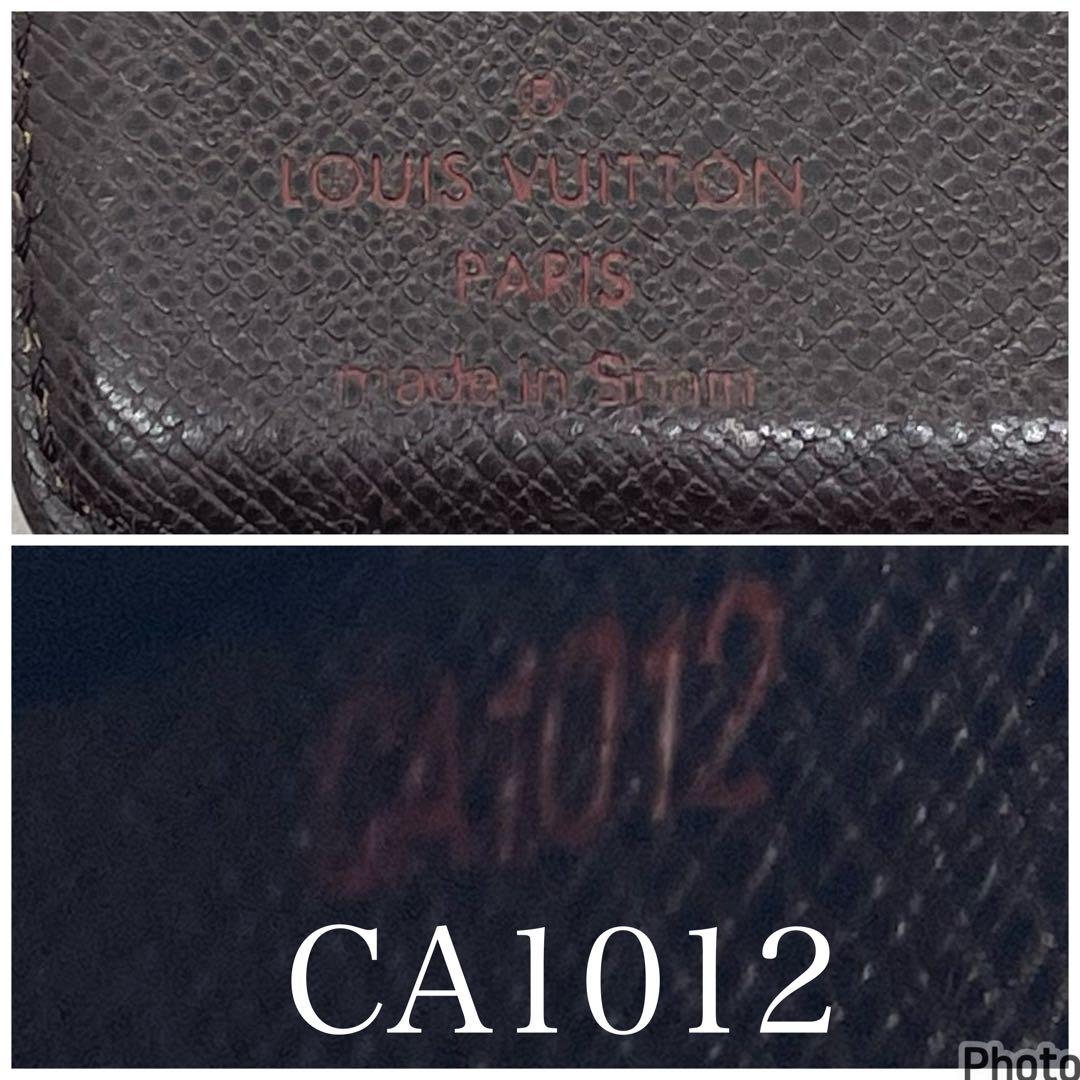 ®
LOUIS VUITTON
PARIS
made in Spain
CA1012
CA1012
Photo